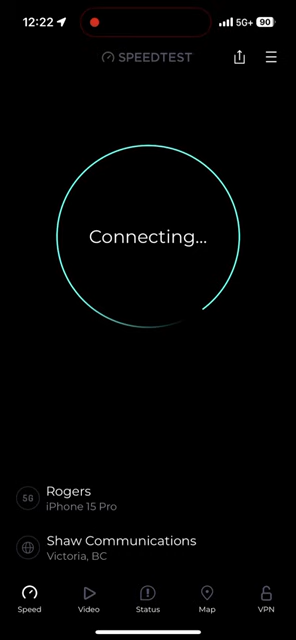 12:22
5G+ 90
SPEEDTEST
Connecting...
5G
Rogers
iPhone 15 Pro
Shaw Communications
Victoria, BC
Speed Video Status Map VPN